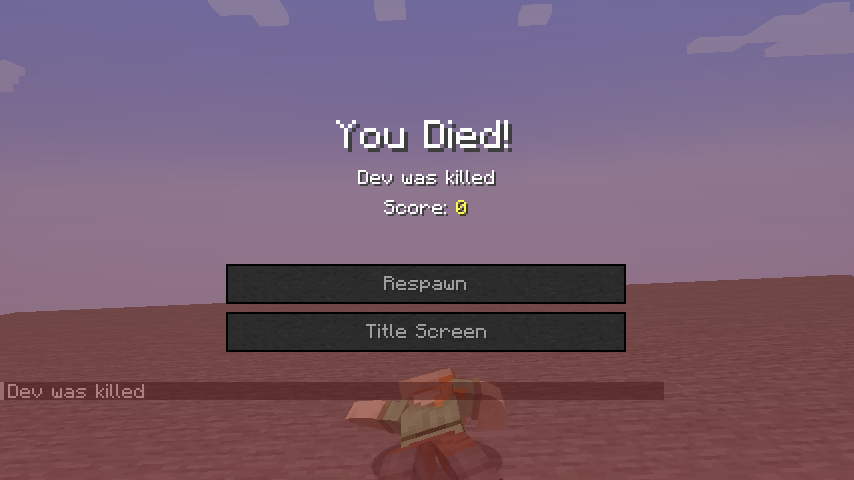 You Died!
Dev was killed
Score: 0
Respawn
Title Screen
Dev was killed